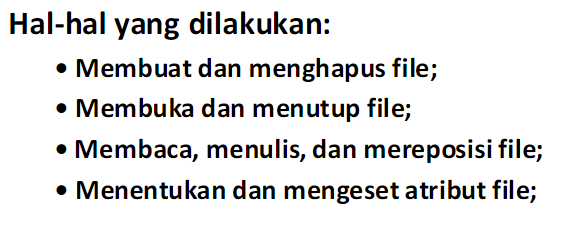 Hal-hal yang dilakukan:
• Membuat dan menghapus file;
• Membuka dan menutup file;
• Membaca, menulis, dan mereposisi file;
• Menentukan dan mengeset atribut file;